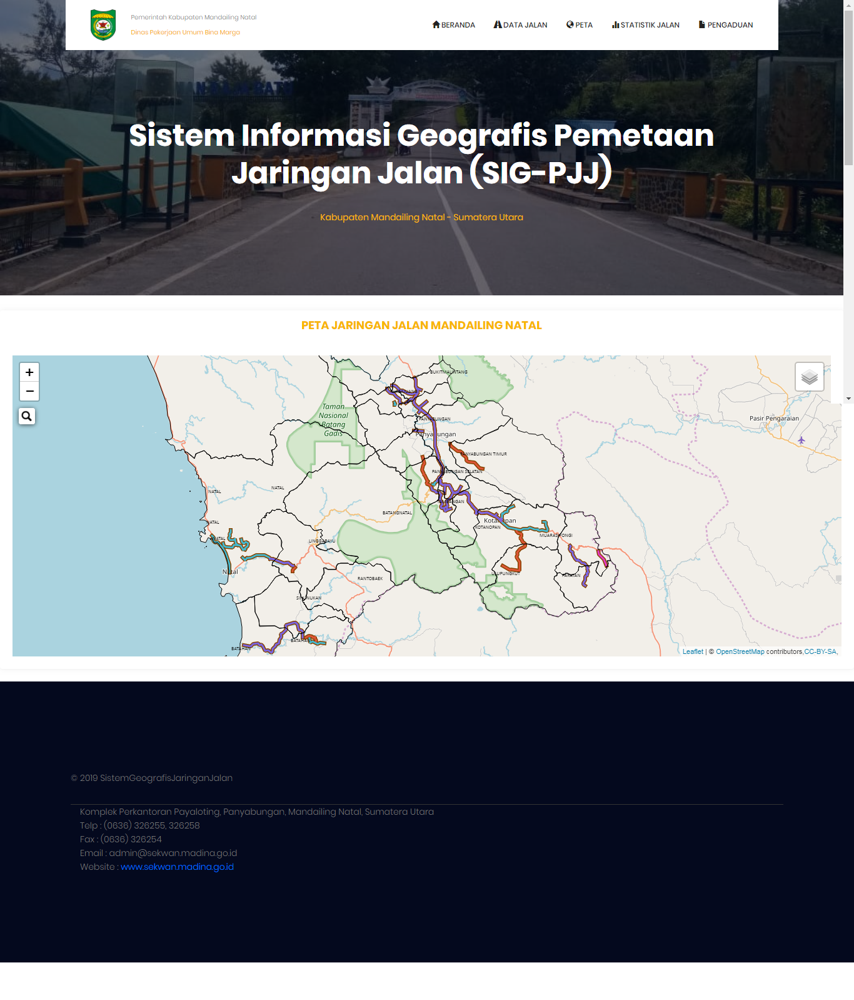 Pemerintah Kabupaten Mandailing Natal
Dinas Pekerjaan Umum Bina Marga
BERANDA
DATA JALAN
PETA
STATISTIK JALAN
PENGADUAN
Sistem Informasi Geografis Pemetaan
Jaringan Jalan (SIG-PJJ)
Kabupaten Mandailing Natal - Sumatera Utara
PETA JARINGAN JALAN MANDAILING NATAL
+
−
BUKITMALINTANG
Taman
Nasional
Batang
Gadis
PANYABUNGAN
Panyabungan
Pasir Pengaraian
PANYABUNGAN TIMUR
PANYABUNGAN SELATAN
NATAL
NATAL
TAMBANGAN
BATANGNATAL
NATAL
Kotanopan
KOTANOPAN
MUARASIPONGI
NATAL
LINGGABAYU
Natal
ULUPUNGKUT
PAKATAN
RANTOBAEK
SINUNUKAN
BATAHAN
BATAHAN
Leaflet | © OpenStreetMap contributors,CC-BY-SA,
© 2019 SistemGeografisJaringanJalan
Komplek Perkantoran Payaloting, Panyabungan, Mandailing Natal, Sumatera Utara
Telp : (0636) 326255, 326258
Fax : (0636) 326254
Email : admin@sekwan.madina.go.id
Website : www.sekwan.madina.go.id